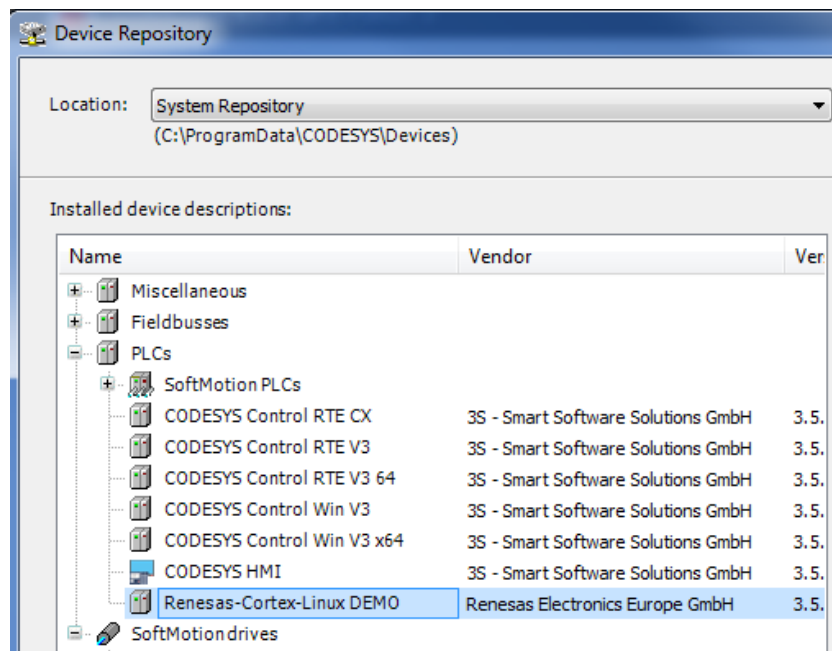 Device Repository
Location: System Repository
(C:\ProgramData\CODESYS\Devices)
Installed device descriptions:
Name Vendor Ver
Miscellaneous
Fieldbusses
PLCs
SoftMotion PLCs
CODESYS Control RTE CX 3S - Smart Software Solutions GmbH 3.5.
CODESYS Control RTE V3 3S - Smart Software Solutions GmbH 3.5.
CODESYS Control RTE V3 64 3S - Smart Software Solutions GmbH 3.5.
CODESYS Control Win V3 3S - Smart Software Solutions GmbH 3.5.
CODESYS Control Win V3 x64 3S - Smart Software Solutions GmbH 3.5.
CODESYS HMI 3S - Smart Software Solutions GmbH 3.5.
Renesas-Cortex-Linux DEMO Renesas Electronics Europe GmbH 3.5.
SoftMotion drives